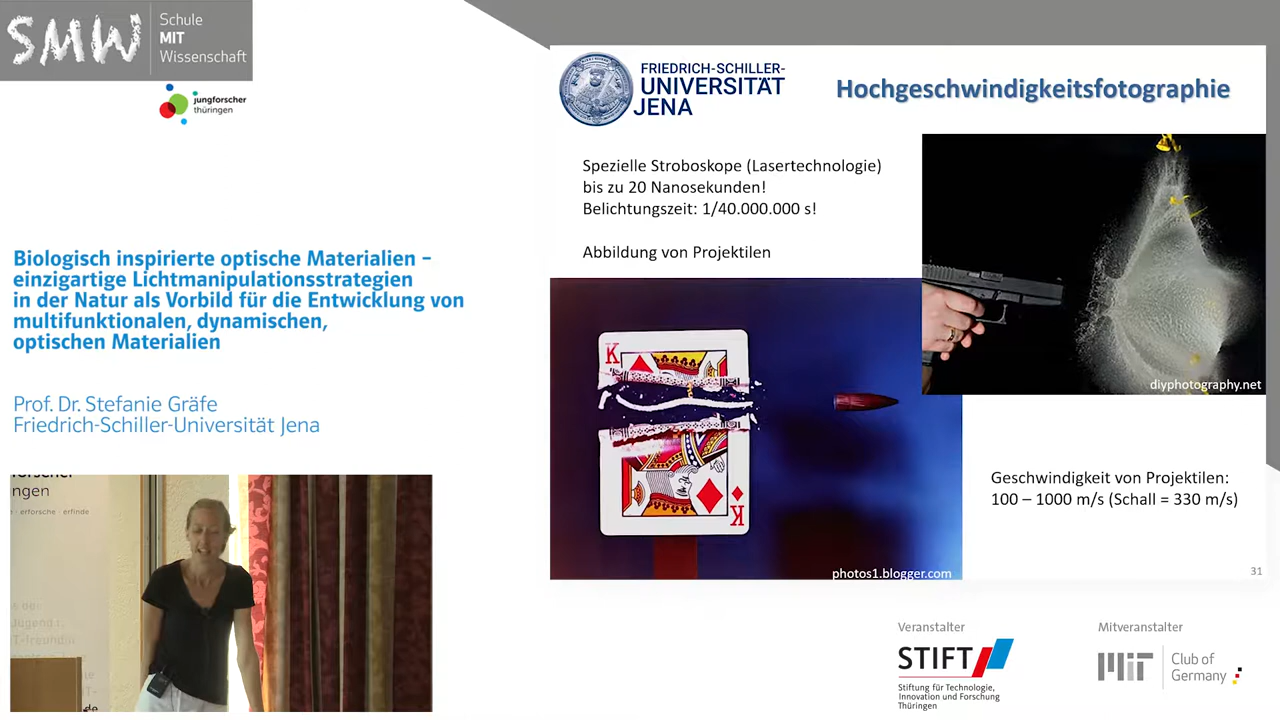 SMW
Schule
MIT
Wissenschaft
jungforscher
thüringen
Biologisch inspirierte optische Materialien –
einzigartige Lichtmanipulationsstrategien
in der Natur als Vorbild für die Entwicklung von
multifunktionalen, dynamischen,
optischen Materialien
Prof. Dr. Stefanie Gräfe
Friedrich-Schiller-Universität Jena
ngen
· erforsche · erfinde
FRIEDRICH-SCHILLER-
UNIVERSITÄT
JENA
Hochgeschwindigkeitsfotographie
Spezielle Stroboskope (Lasertechnologie)
bis zu 20 Nanosekunden!
Belichtungszeit: 1/40.000.000 s!
Abbildung von Projektilen
diyphotography.net
K
K
photos1.blogger.com
Geschwindigkeit von Projektilen:
100 – 1000 m/s (Schall = 330 m/s)
31
Veranstalter
STIFT
Stiftung für Technologie,
Innovation und Forschung
Thüringen
Mitveranstalter
MIT
Club of
Germany